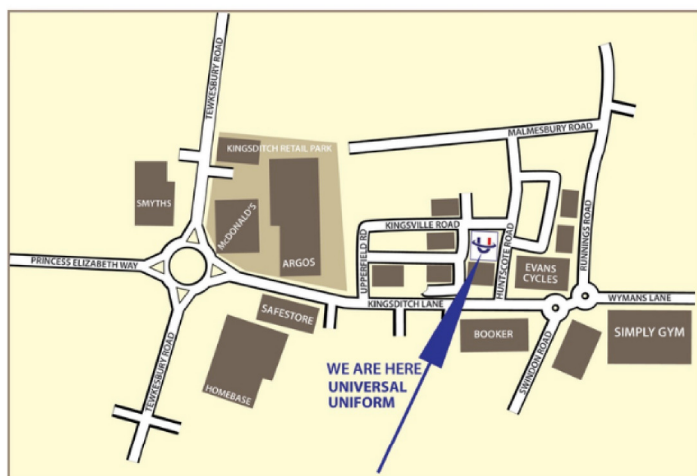 TEWKESBURY ROAD
KINGSDITCH RETAIL PARK
MALMESBURY ROAD
SMYTHS
McDONALD'S
ARGOS
KINGSVILLE ROAD
UPPERFIELD RD
HUNTSCOTE ROAD
RUNNINGS ROAD
PRINCESS ELIZABETH WAY
EVANS
CYCLES
KINGSDITCH LANE
WYMANS LANE
SAFESTORE
BOOKER
SIMPLY GYM
SWINDON ROAD
HOMEBASE
TEWKESBURY ROAD
WE ARE HERE
UNIVERSAL
UNIFORM